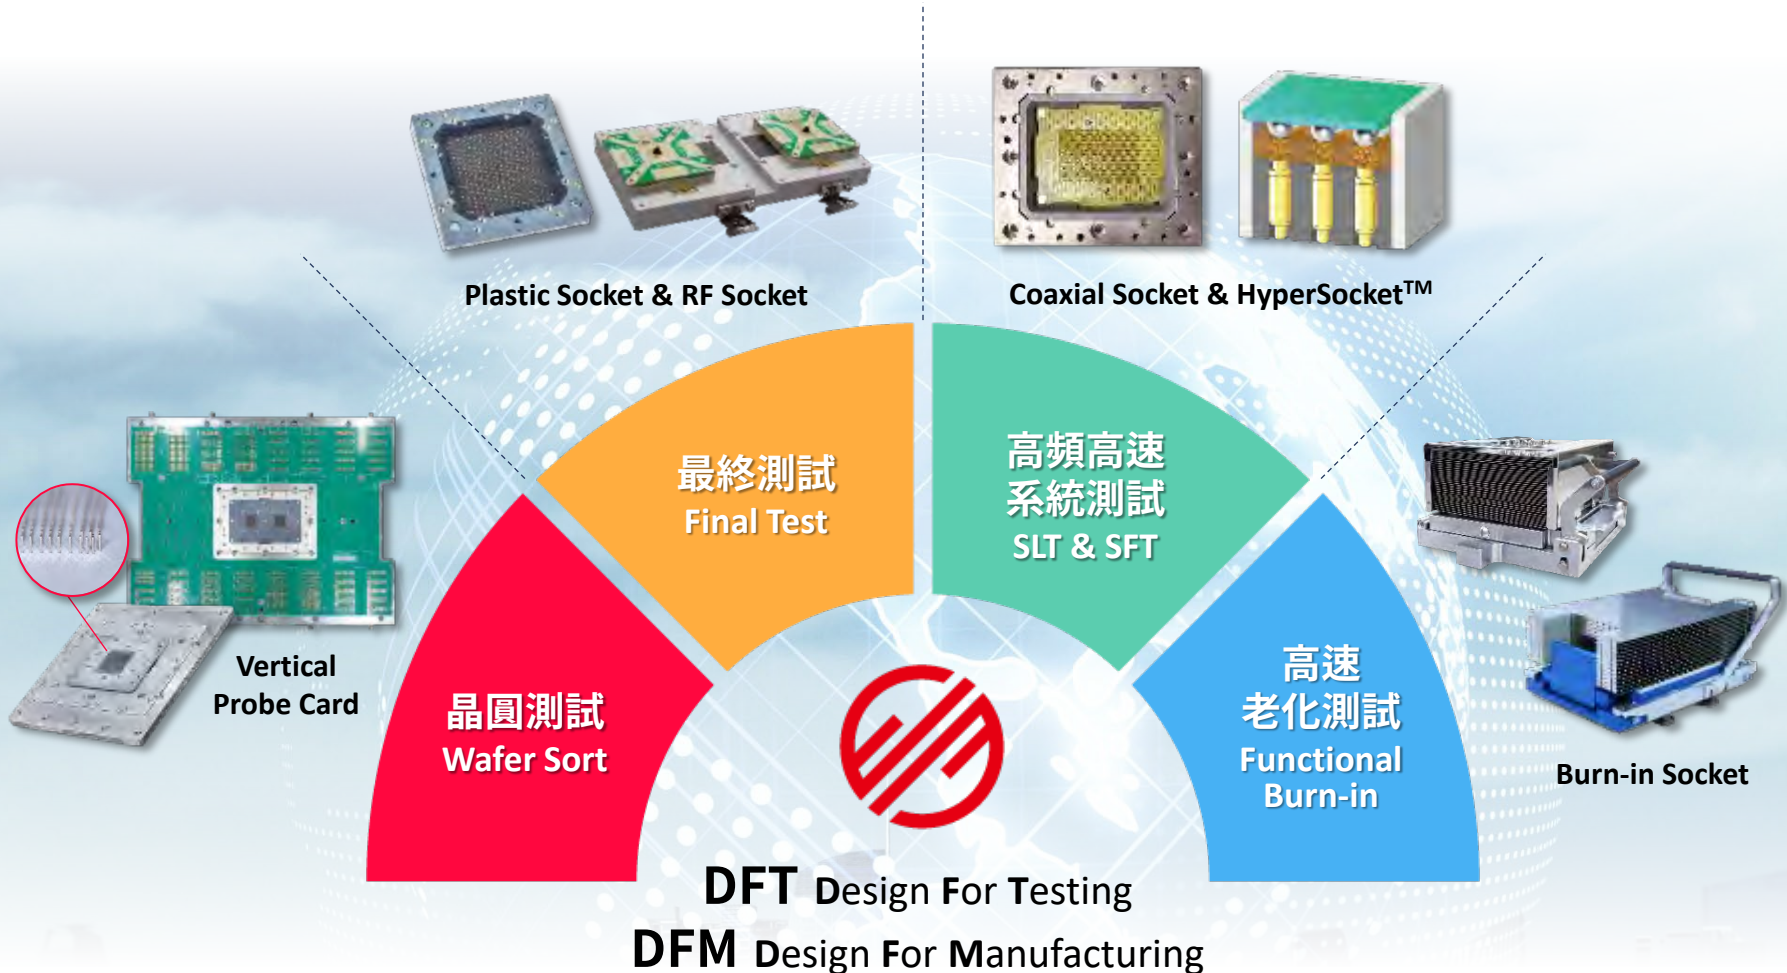 Plastic Socket & RF Socket
Coaxial Socket & HyperSocket™
Vertical
Probe Card
晶圓測試
Wafer Sort
最終測試
Final Test
高頻高速
系統測試
SLT & SFT
高速
老化測試
Functional
Burn-in
Burn-in Socket
DFT Design For Testing
DFM Design For Manufacturing